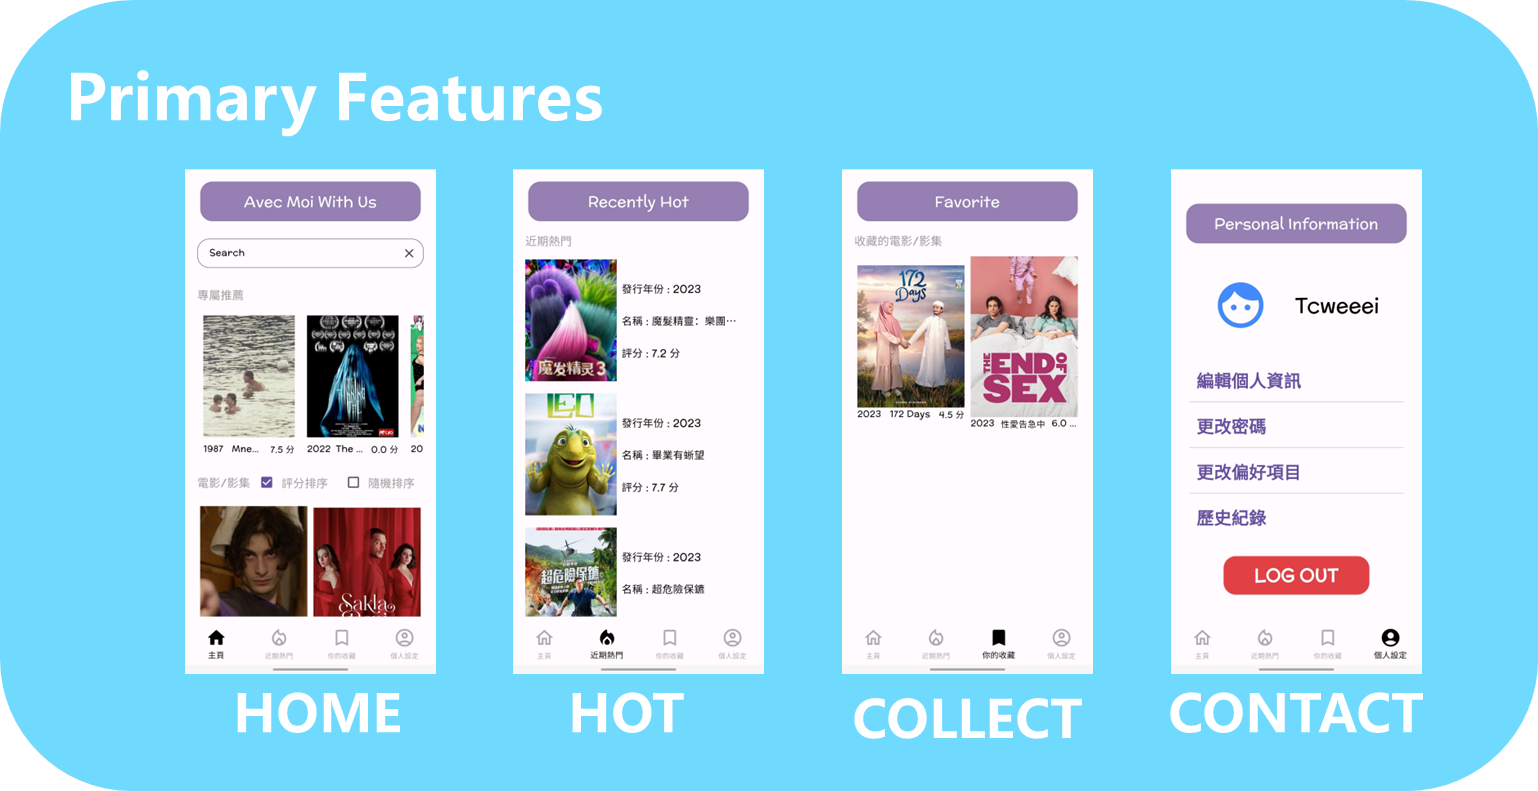 Primary Features
Avec Moi With Us
Search
專屬推薦
1987 Mne... 7.5 分
2022 The ... 0.0 分
20
電影/影集 評分排序 隨機排序
Sakla
主頁 近期熱門 你的收藏 個人設定
HOME
Recently Hot
近期熱門
魔发精灵3
發行年份 : 2023
名稱 : 魔髮精靈：樂團…
評分 : 7.2 分
LEO
發行年份 : 2023
名稱 : 畢業有蜥望
評分 : 7.7 分
超危險保鑣
發行年份 : 2023
名稱 : 超危險保鑣
主頁 近期熱門 你的收藏 個人設定
HOT
Favorite
收藏的電影/影集
172
Days
THE END OF
SEX
2023 172 Days 4.5 分
2023 性愛告急中 6.0 ...
主頁 近期熱門 你的收藏 個人設定
COLLECT
Personal Information
Tcweeei
編輯個人資訊
更改密碼
更改偏好項目
歷史紀錄
LOG OUT
主頁 近期熱門 你的收藏 個人設定
CONTACT